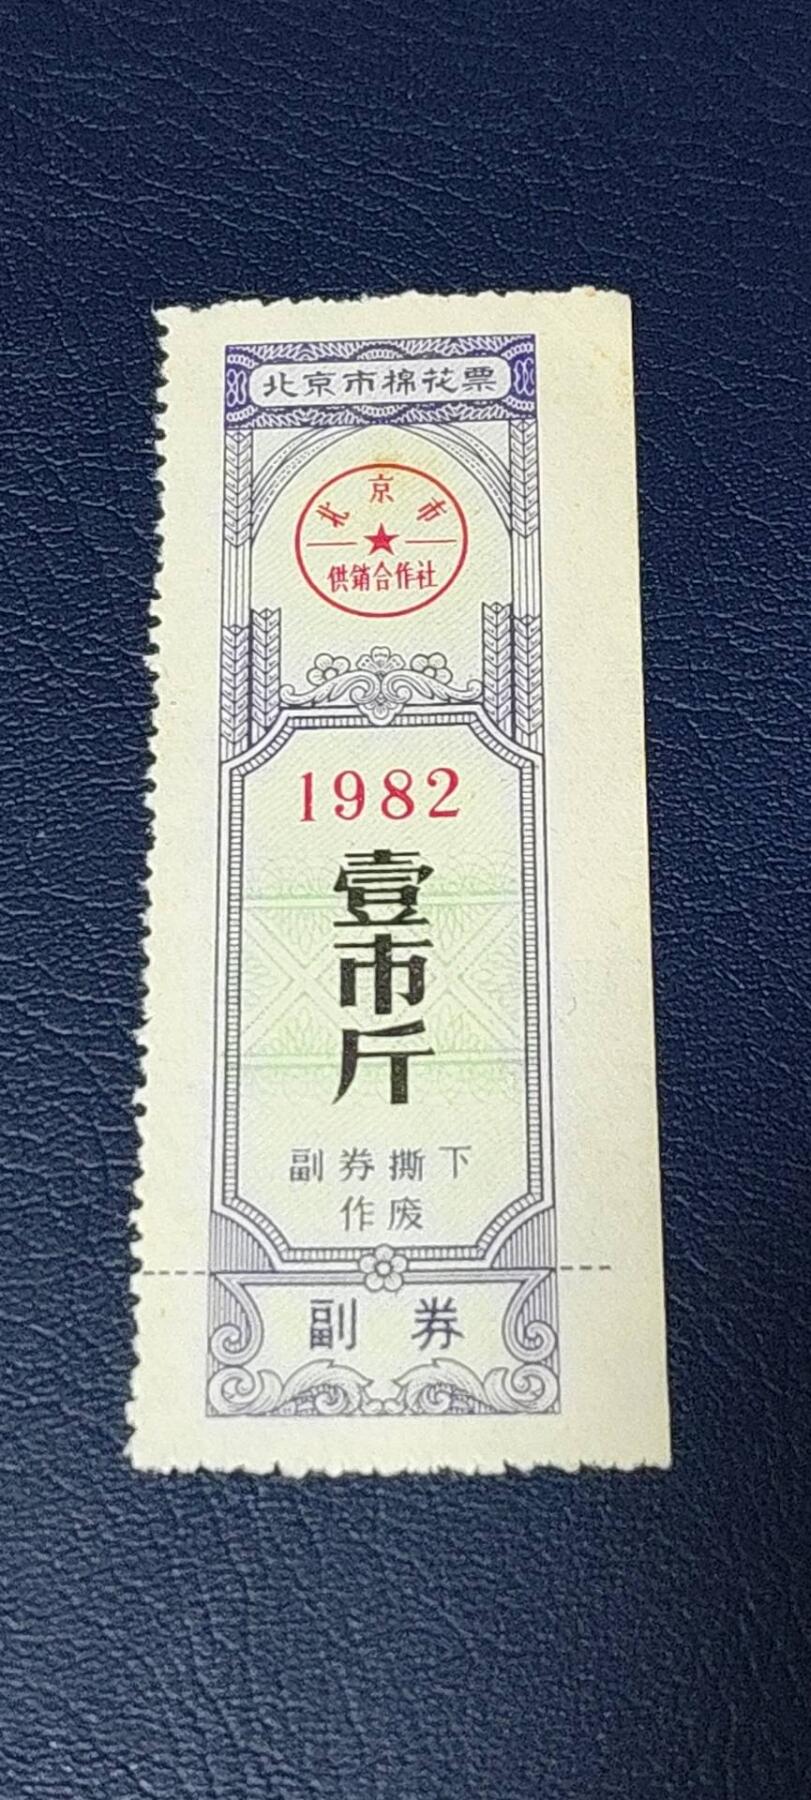 北京市棉花票
北京市
供销合作社
1982
壹市斤
副券撕下
作废
副券